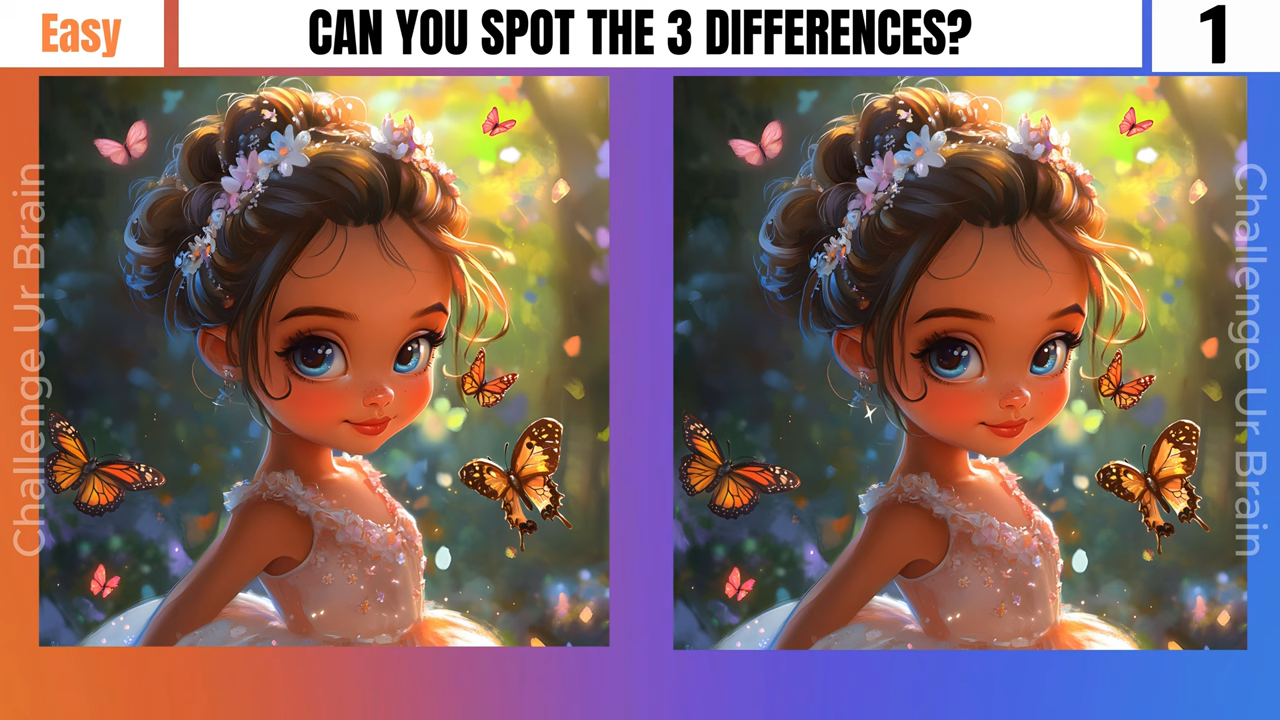 Easy
CAN YOU SPOT THE 3 DIFFERENCES?
1
Challenge Ur Brain
Challenge Ur Brain